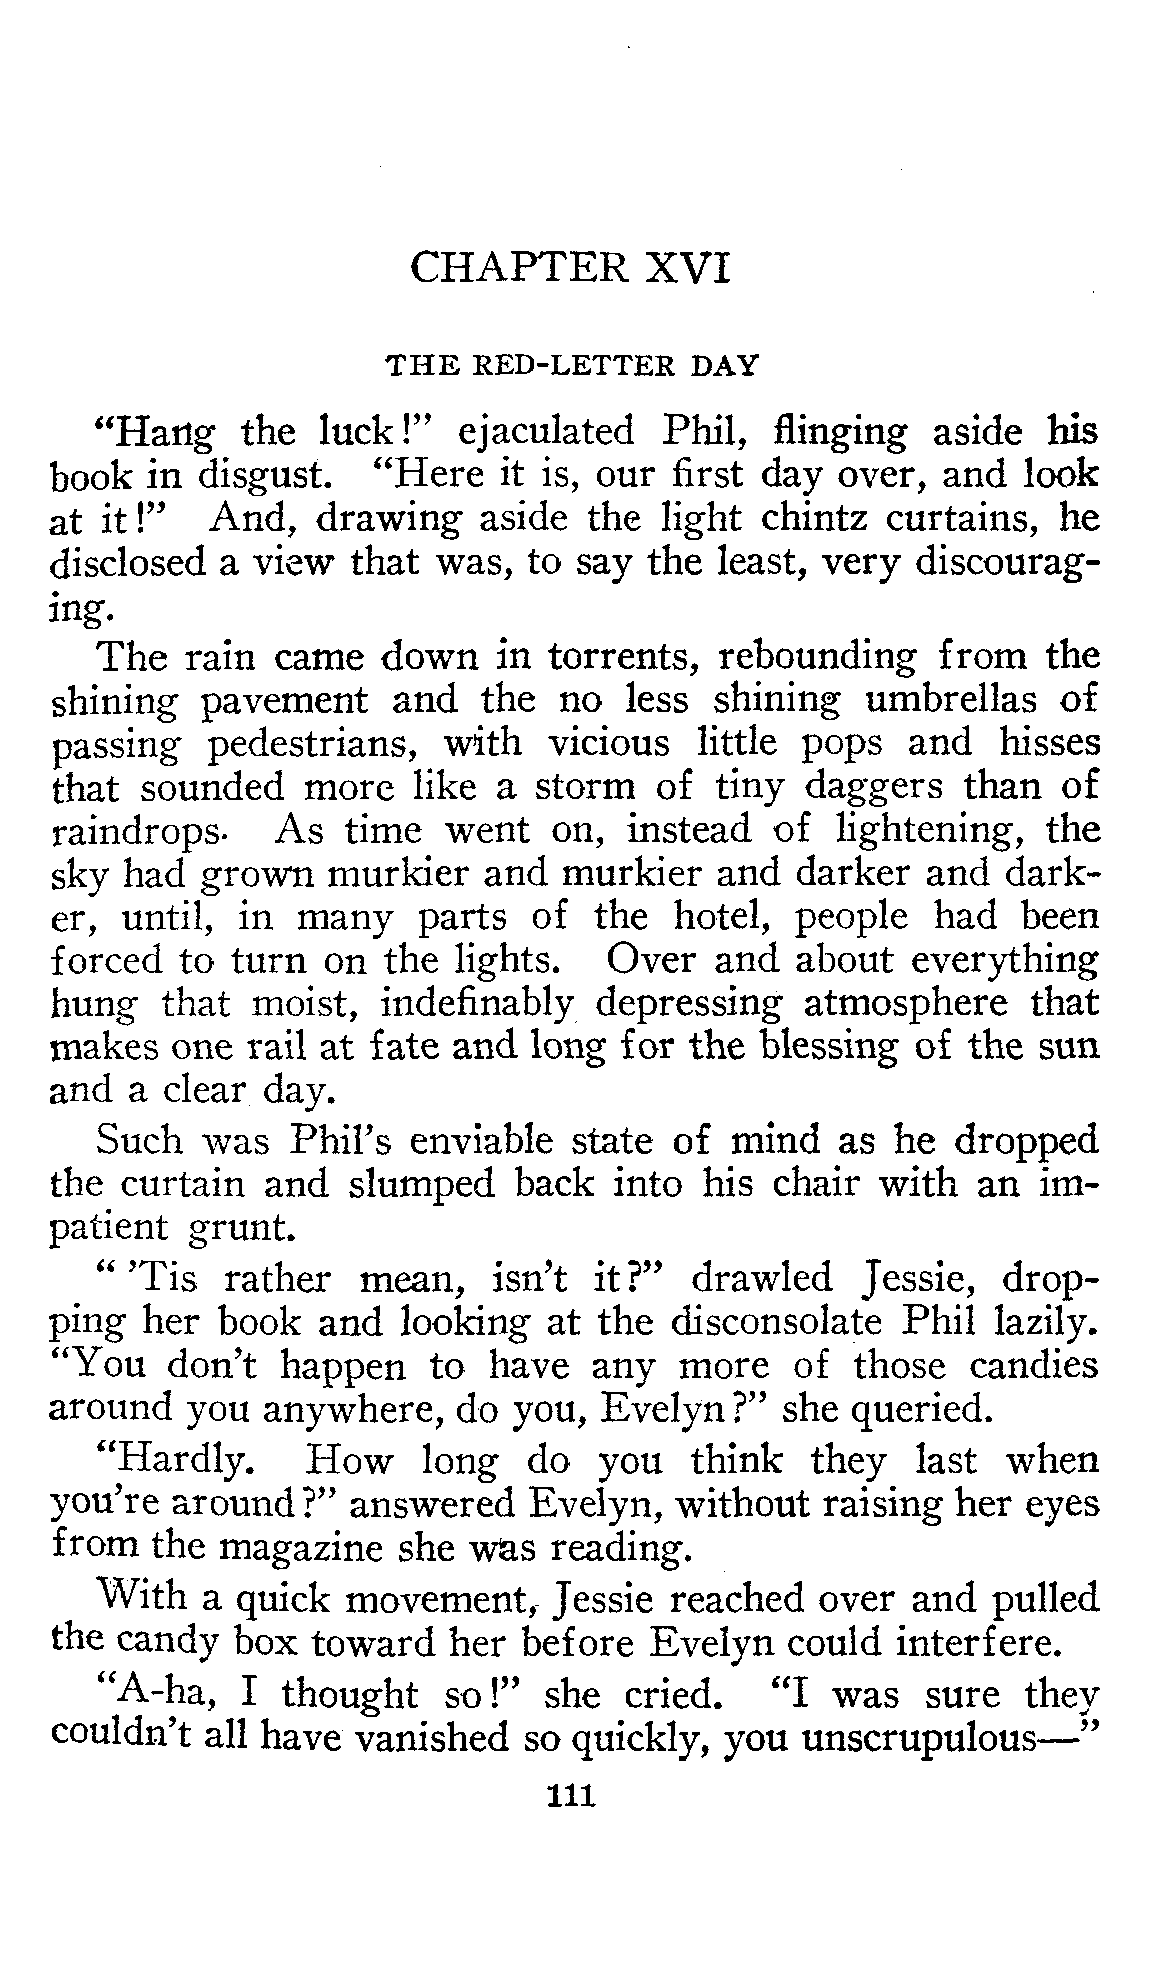 CHAPTER XVI
THE RED-LETTER DAY
“Hang the luck!” ejaculated Phil, flinging aside his
book in disgust. “Here it is, our first day over, and look
at it!” And, drawing aside the light chintz curtains, he
disclosed a view that was, to say the least, very discourag-
ing.
The rain came down in torrents, rebounding from the
shining pavement and the no less shining umbrellas of
passing pedestrians, with vicious little pops and hisses
that sounded more like a storm of tiny daggers than of
raindrops. As time went on, instead of lightening, the
sky had grown murkier and murkier and darker and dark-
er, until, in many parts of the hotel, people had been
forced to turn on the lights. Over and about everything
hung that moist, indefinably depressing atmosphere that
makes one rail at fate and long for the blessing of the sun
and a clear day.
Such was Phil’s enviable state of mind as he dropped
the curtain and slumped back into his chair with an im-
patient grunt.
“ ’Tis rather mean, isn’t it?” drawled Jessie, drop-
ping her book and looking at the disconsolate Phil lazily.
“You don’t happen to have any more of those candies
around you anywhere, do you, Evelyn?” she queried.
“Hardly. How long do you think they last when
you’re around?” answered Evelyn, without raising her eyes
from the magazine she was reading.
With a quick movement, Jessie reached over and pulled
the candy box toward her before Evelyn could interfere.
“A-ha, I thought so!” she cried. “I was sure they
couldn’t all have vanished so quickly, you unscrupulous—”
111